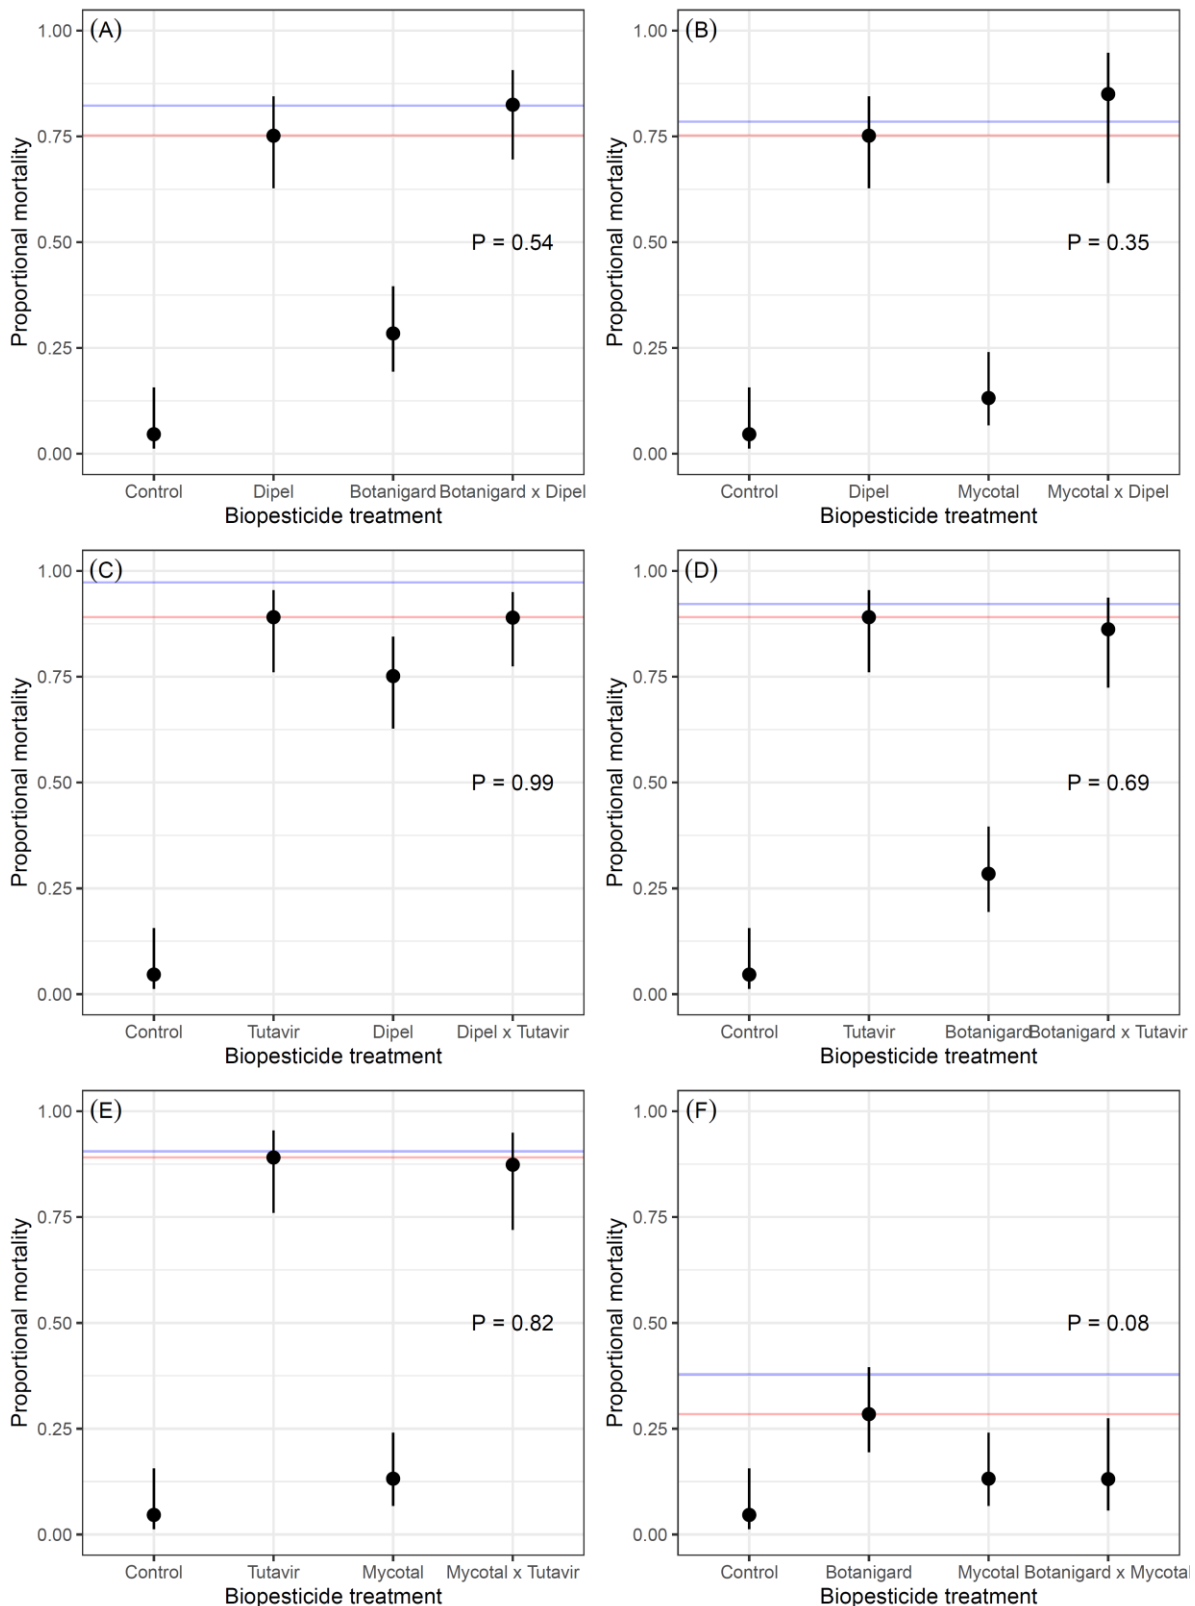 (A)
1.00
0.75
0.50
0.25
0.00
Proportional mortality
P = 0.54
Control Dipel Botanigard Botanigard x Dipel
Biopesticide treatment
(B)
1.00
0.75
0.50
0.25
0.00
Proportional mortality
P = 0.35
Control Dipel Mycotal Mycotal x Dipel
Biopesticide treatment
(C)
1.00
0.75
0.50
0.25
0.00
Proportional mortality
P = 0.99
Control Tutavir Dipel Dipel x Tutavir
Biopesticide treatment
(D)
1.00
0.75
0.50
0.25
0.00
Proportional mortality
P = 0.69
Control Tutavir Botanigard Botanigard x Tutavir
Biopesticide treatment
(E)
1.00
0.75
0.50
0.25
0.00
Proportional mortality
P = 0.82
Control Tutavir Mycotal Mycotal x Tutavir
Biopesticide treatment
(F)
1.00
0.75
0.50
0.25
0.00
Proportional mortality
P = 0.08
Control Botanigard Mycotal Botanigard x Mycotal
Biopesticide treatment